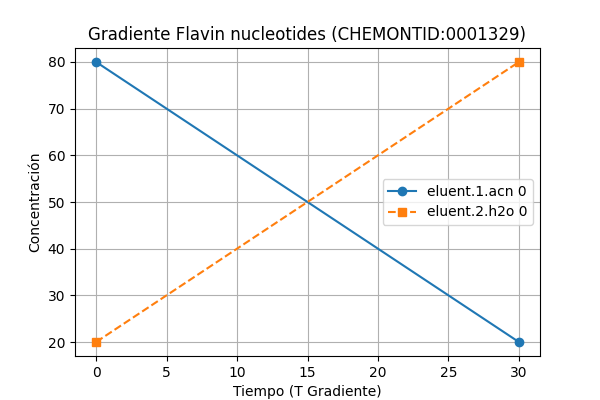 Gradiente Flavin nucleotides (CHEMONTID:0001329)
80
70
60
50
40
30
20
Concentración
eluent.1.acn 0
eluent.2.h2o 0
0 5 10 15 20 25 30
Tiempo (T Gradiente)